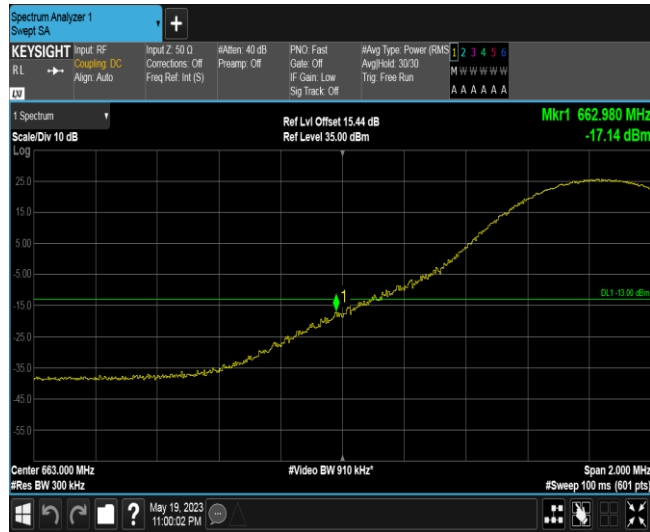 Spectrum Analyzer 1
Swept SA
+
KEYSIGHT
RL
LXI
Input: RF
Coupling: DC
Align: Auto
Input Z: 50 Ω
Corrections: Off
Freq Ref: Int (S)
#Atten: 40 dB
Preamp: Off
PNO: Fast
Gate: Off
IF Gain: Low
Sig Track: Off
#Avg Type: Power (RMS
Avg|Hold: 30/30
Trig: Free Run
1 2 3 4 5 6
M W W W W W
A A A A A A
1 Spectrum
Scale/Div 10 dB
Ref Lvl Offset 15.44 dB
Ref Level 35.00 dBm
Mkr1 662.980 MHz
-17.14 dBm
Log
25.0
15.0
5.00
-5.00
-15.0
-25.0
-35.0
-45.0
-55.0
1
DL1 -13.00 dBm
Center 663.000 MHz
#Res BW 300 kHz
#Video BW 910 kHz*
Span 2.000 MHz
#Sweep 100 ms (601 pts)
?
May 19, 2023
11:00:02 PM